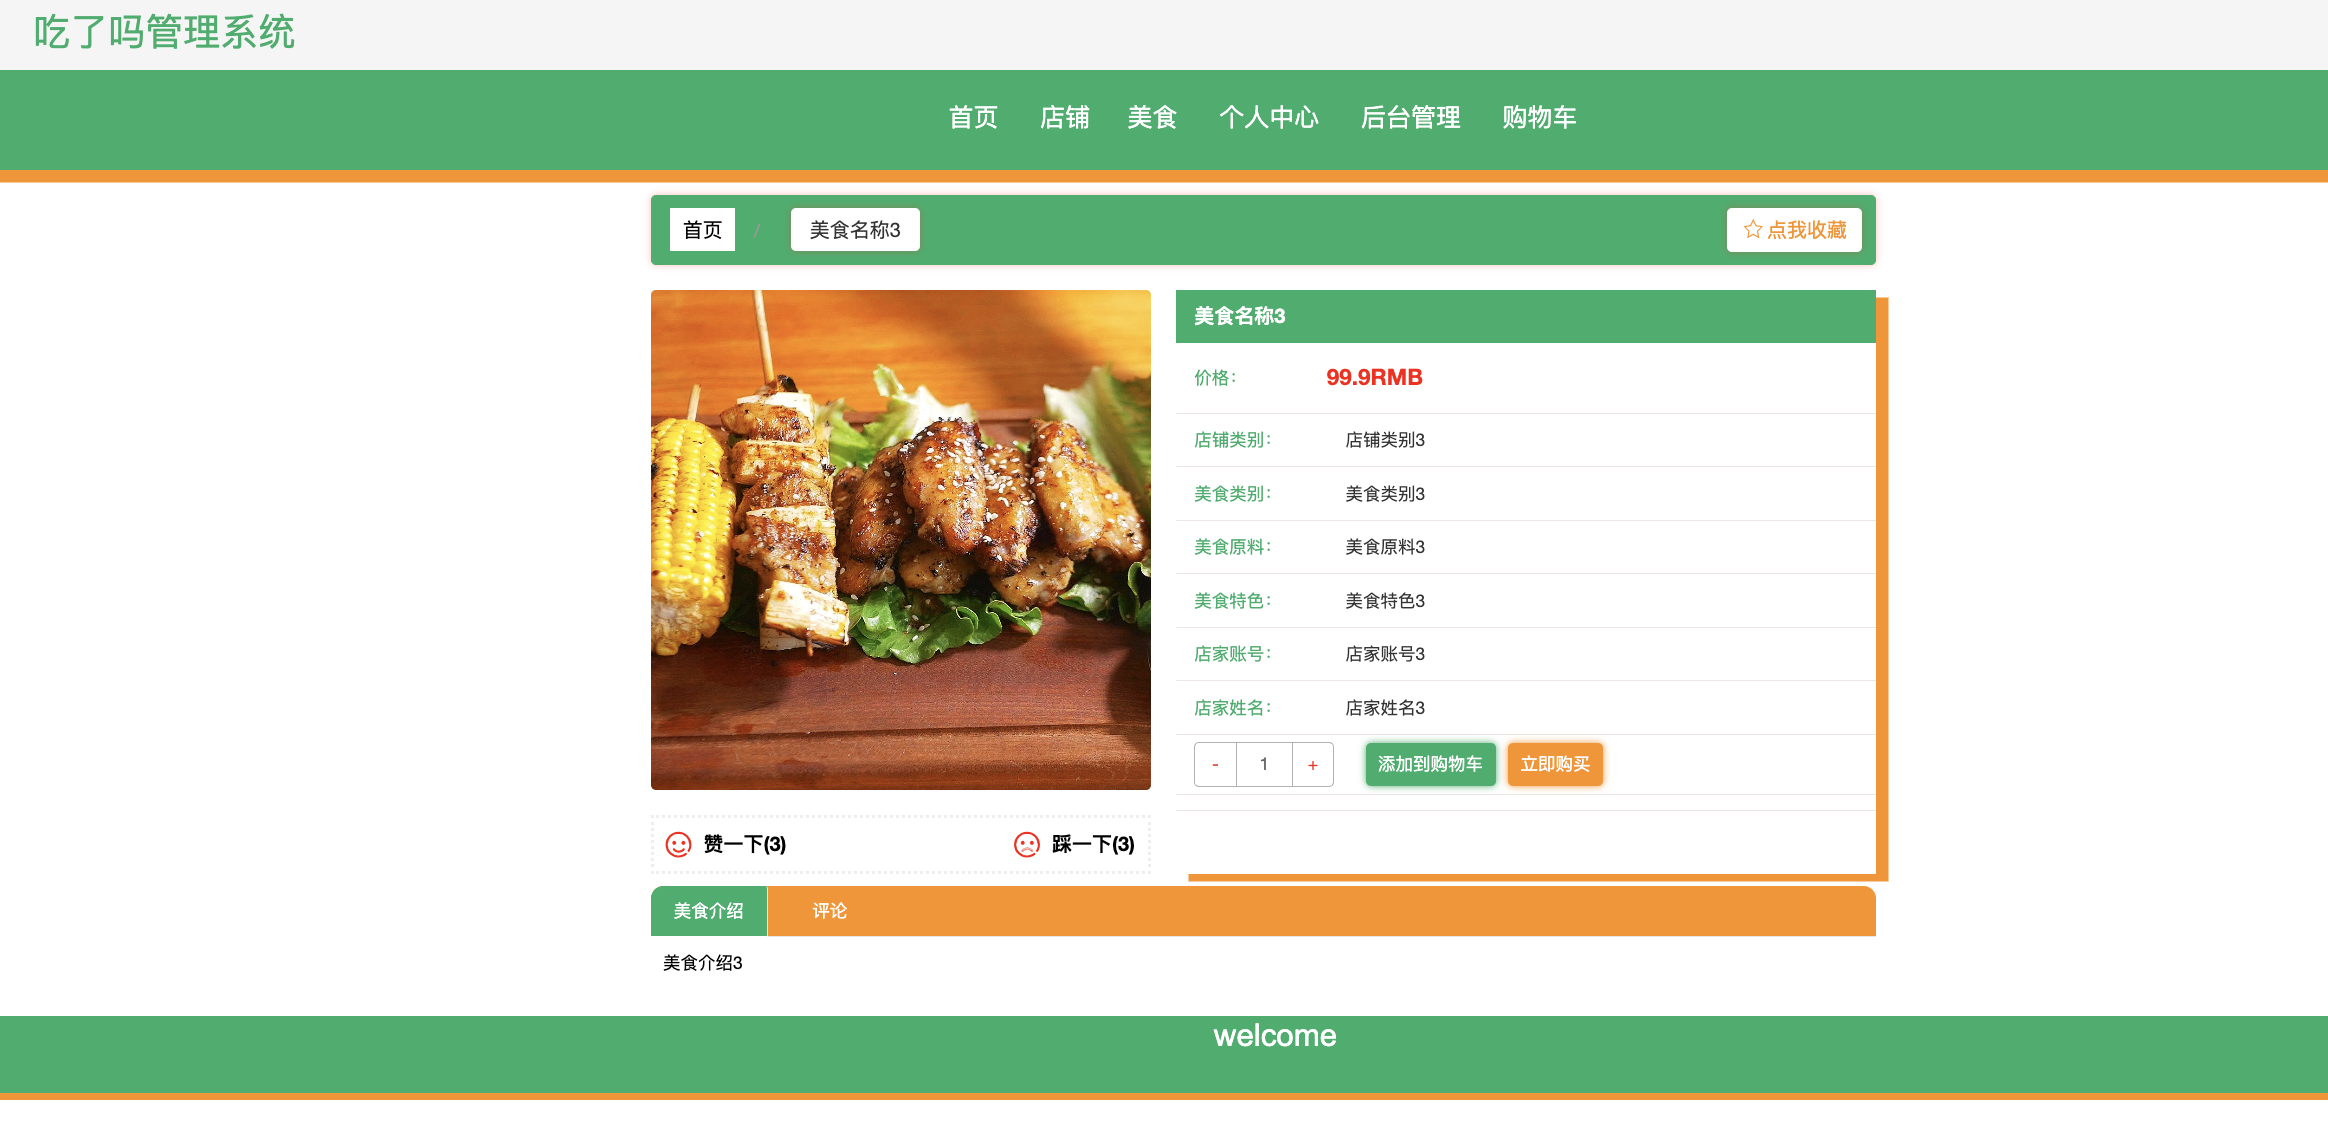 吃了吗管理系统
首页 店铺 美食 个人中心 后台管理 购物车
首页 / 美食名称3 点我收藏
美食名称3
价格： 99.9RMB
店铺类别： 店铺类别3
美食类别： 美食类别3
美食原料： 美食原料3
美食特色： 美食特色3
店家账号： 店家账号3
店家姓名： 店家姓名3
- 1 + 添加到购物车 立即购买
赞一下(3) 踩一下(3)
美食介绍 评论
美食介绍3
welcome